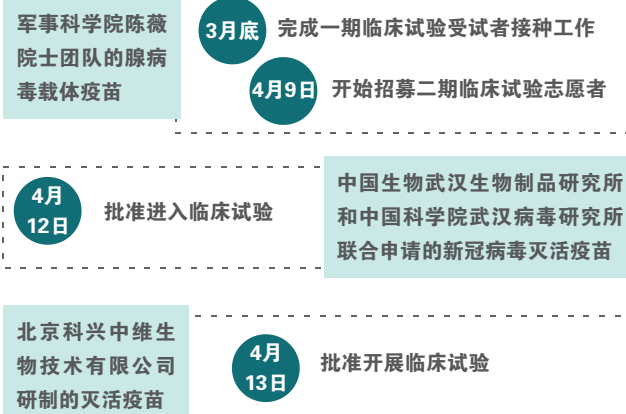 军事科学院陈薇
院士团队的腺病
毒载体疫苗
3月底
完成一期临床试验受试者接种工作
4月9日
开始招募二期临床试验志愿者
4月
12日
批准进入临床试验
中国生物武汉生物制品研究所
和中国科学院武汉病毒研究所
联合申请的新冠病毒灭活疫苗
北京科兴中维生
物技术有限公司
研制的灭活疫苗
4月
13日
批准开展临床试验